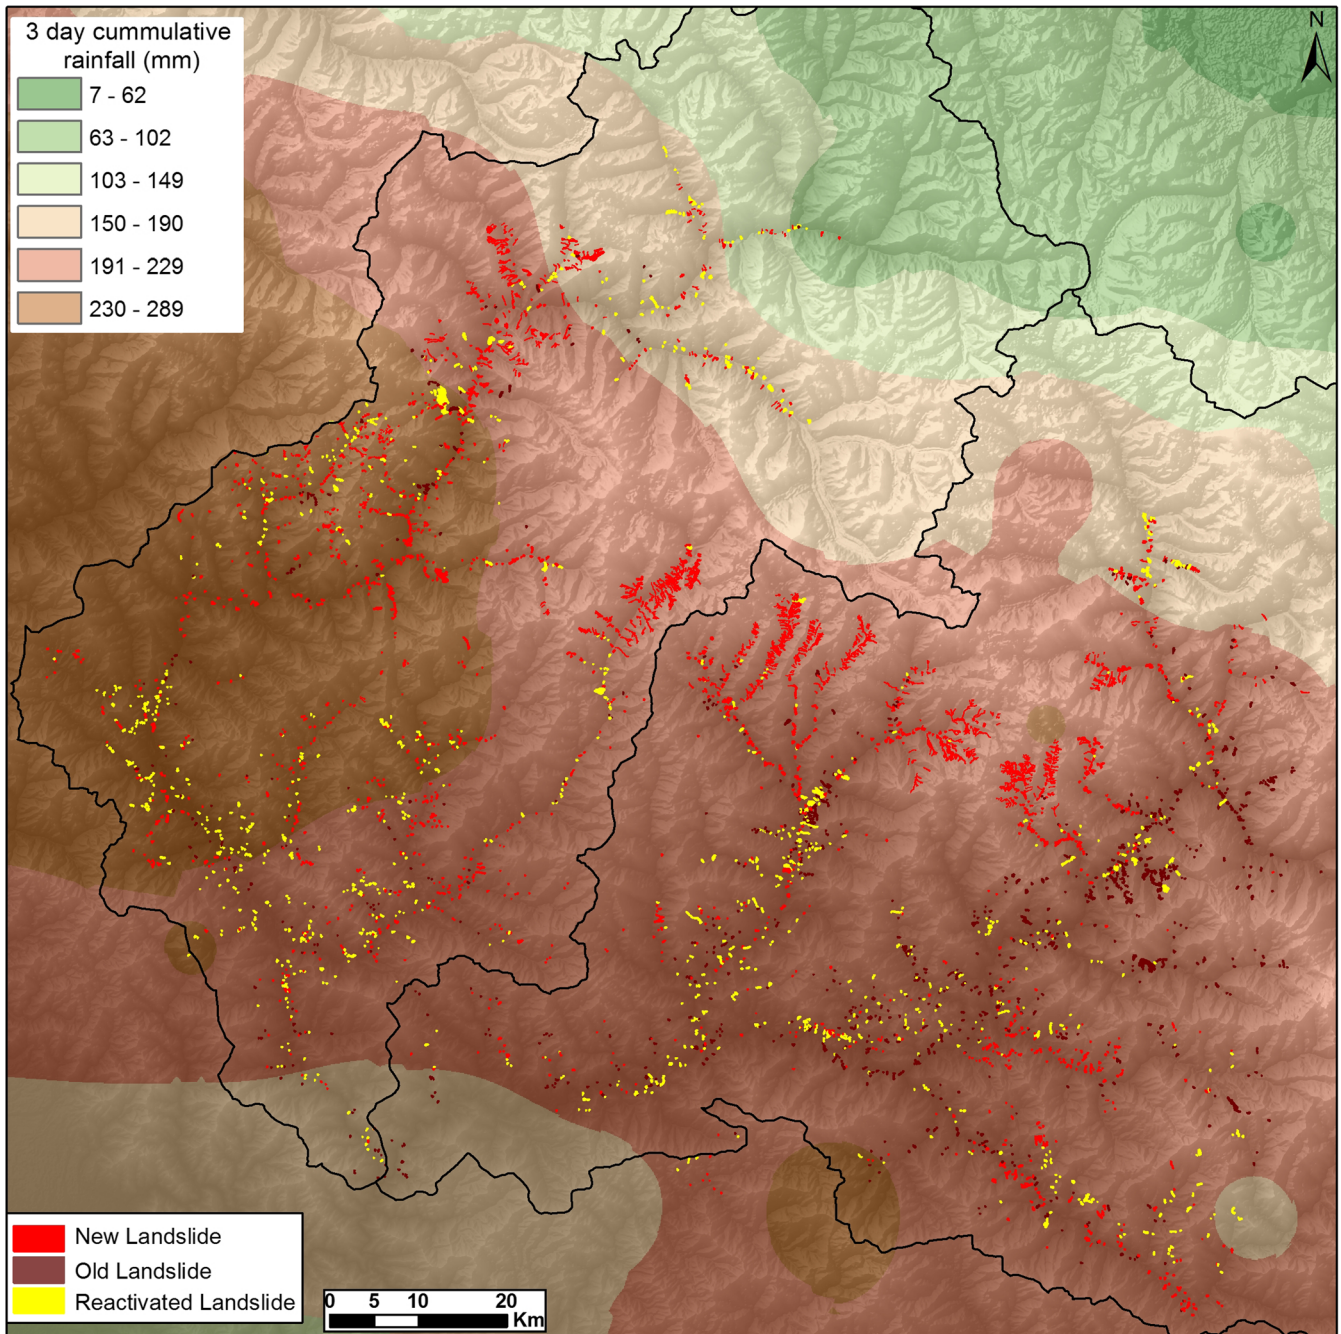 3 day cummulative
rainfall (mm)
7 - 62
63 - 102
103 - 149
150 - 190
191 - 229
230 - 289
N
New Landslide
Old Landslide
Reactivated Landslide
0 5 10 20
Km